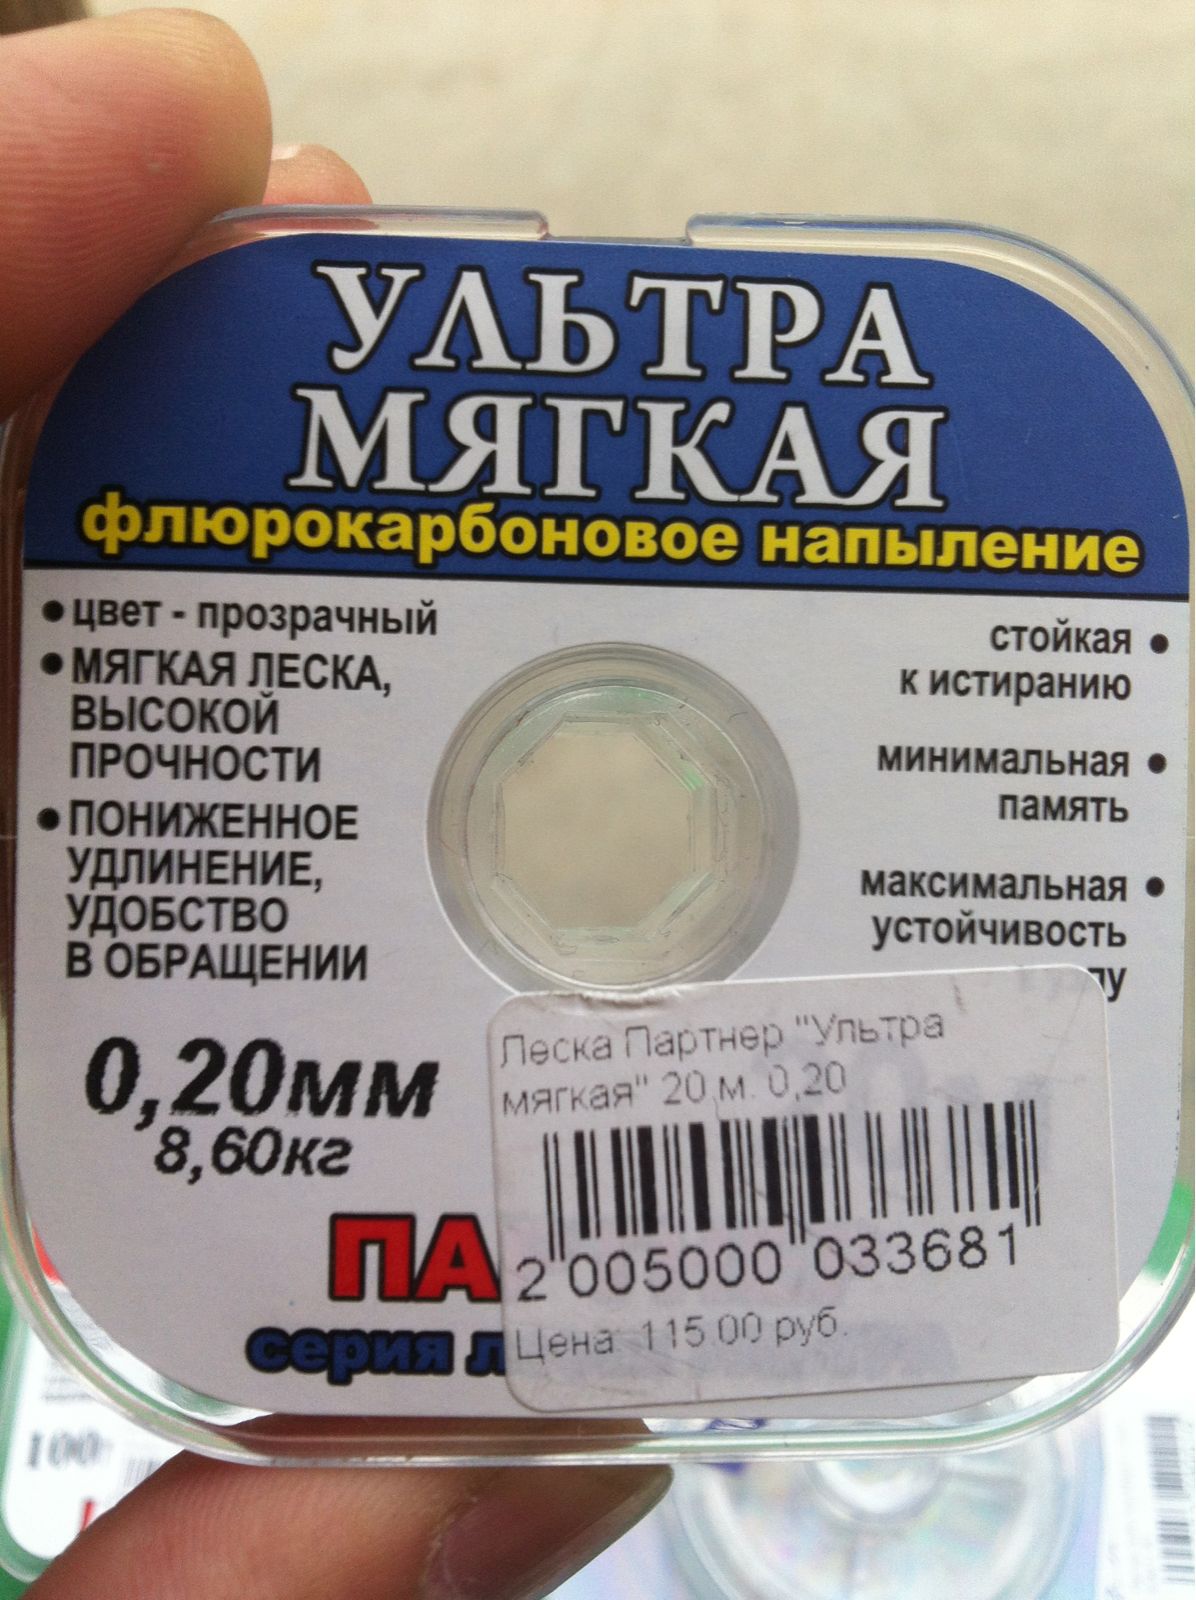 УЛЬТРА
МЯГКАЯ
флюрокарбоновое напыление
• цвет - прозрачный
• МЯГКАЯ ЛЕСКА,
ВЫСОКОЙ
ПРОЧНОСТИ
• ПОНИЖЕННОЕ
УДЛИНЕНИЕ,
УДОБСТВО
В ОБРАЩЕНИИ
стойкая •
к истиранию
минимальная •
память
максимальная •
устойчивость
0,20мм
8,60кг
ПА
серия
Леска Партнер "Ультра
мягкая" 20 м. 0,20
2 005000 033681
Цена: 115.00 руб.
100